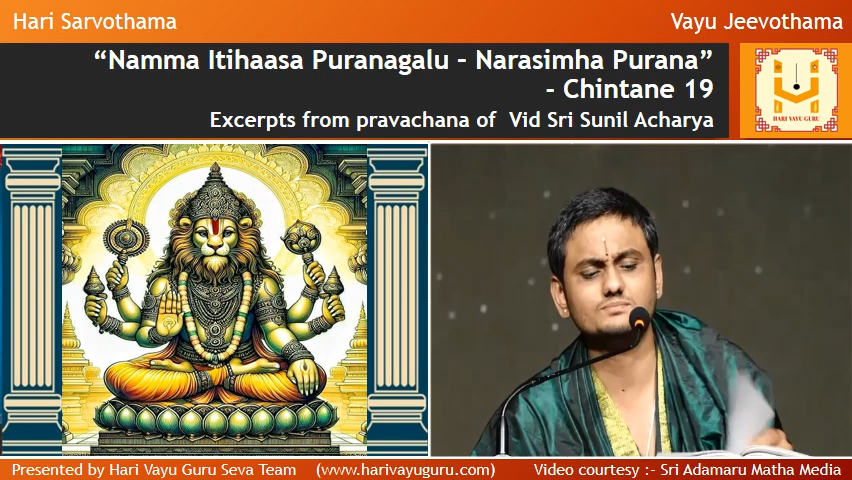 Hari Sarvothama
Vayu Jeevothama
“Namma Itihaasa Puranagalu – Narasimha Purana”
– Chintane 19
Excerpts from pravachana of Vid Sri Sunil Acharya
HARI VAYU GURU
Presented by Hari Vayu Guru Seva Team (www.harivayuguru.com)
Video courtesy :- Sri Adamaru Matha Media